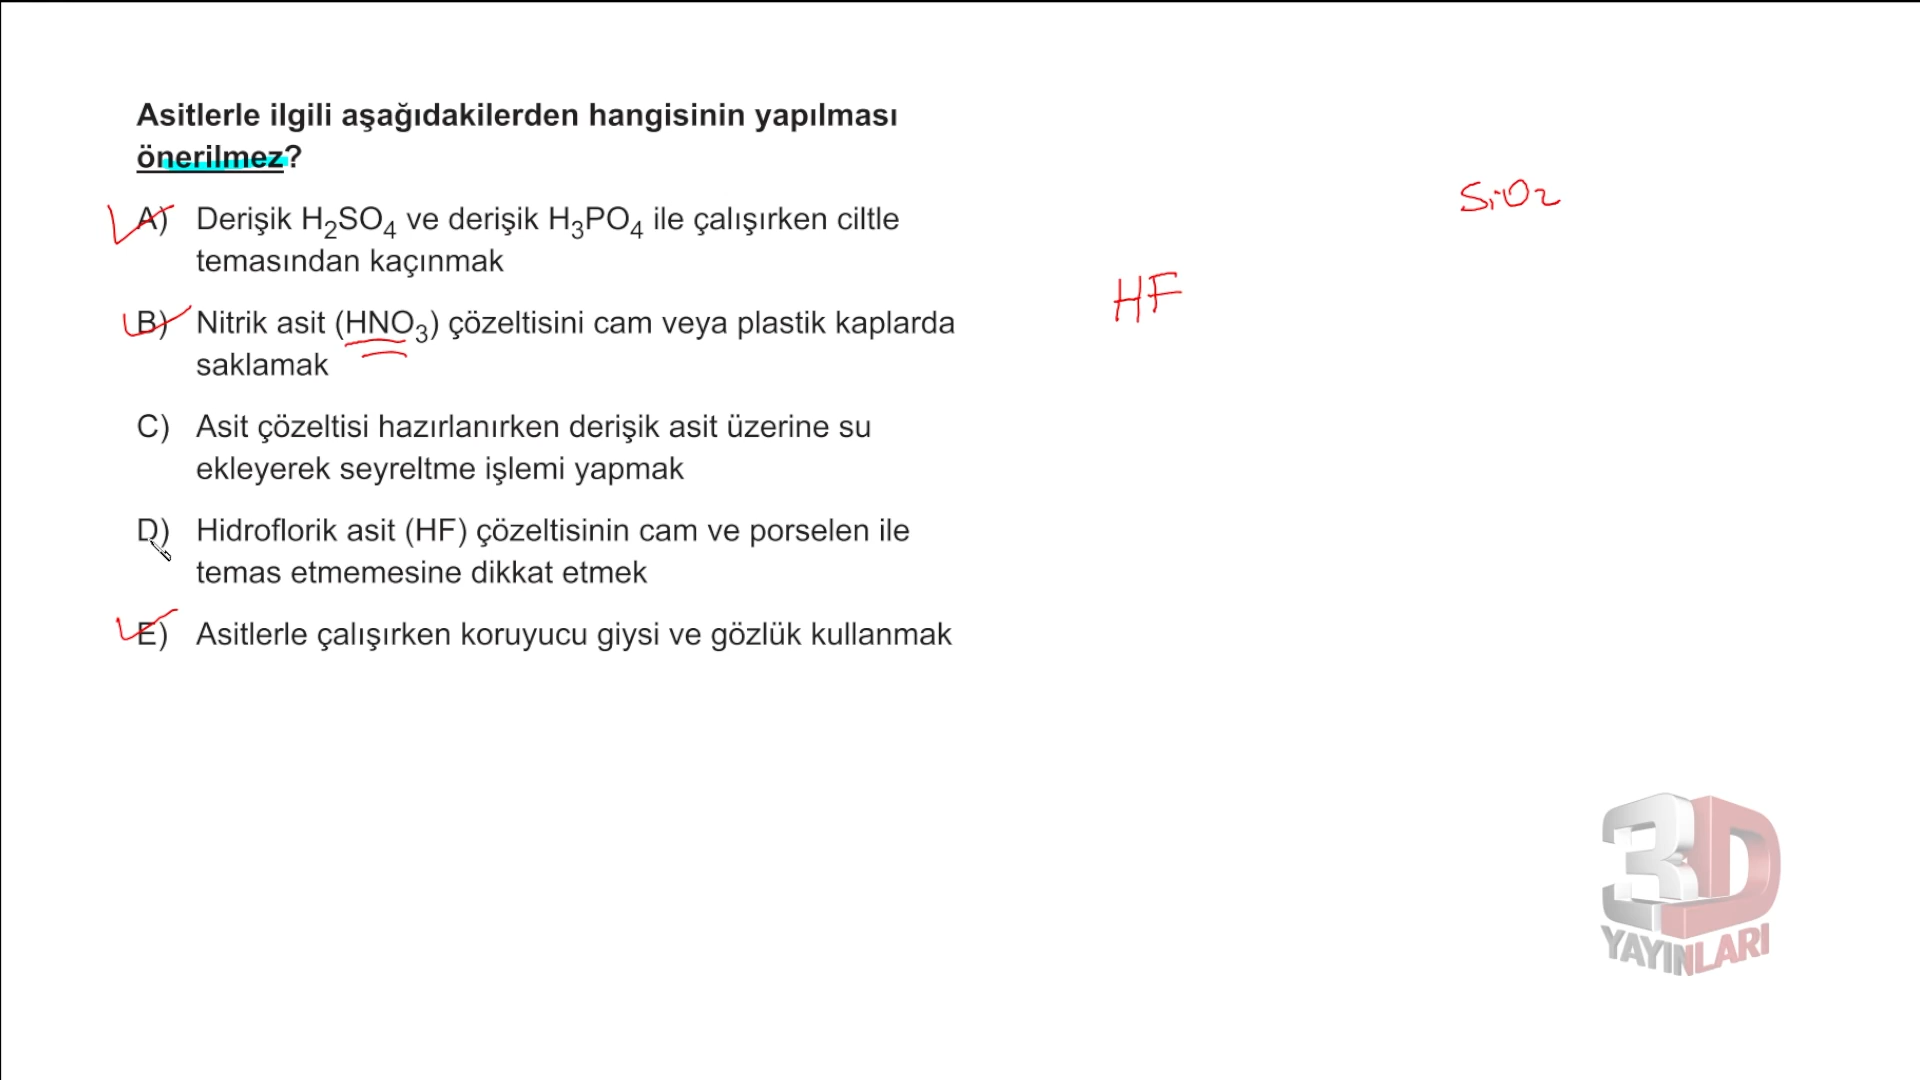 Asitlerle ilgili aşağıdakilerden hangisinin yapılması
önerilmez?
A) Derişik H₂SO₄ ve derişik H₃PO₄ ile çalışırken ciltle
temasından kaçınmak
B) Nitrik asit (HNO₃) çözeltisini cam veya plastik kaplarda
saklamak
C) Asit çözeltisi hazırlanırken derişik asit üzerine su
ekleyerek seyreltme işlemi yapmak
D) Hidroflorik asit (HF) çözeltisinin cam ve porselen ile
temas etmemesine dikkat etmek
E) Asitlerle çalışırken koruyucu giysi ve gözlük kullanmak
SiO₂
HF
3D
YAYINLARI